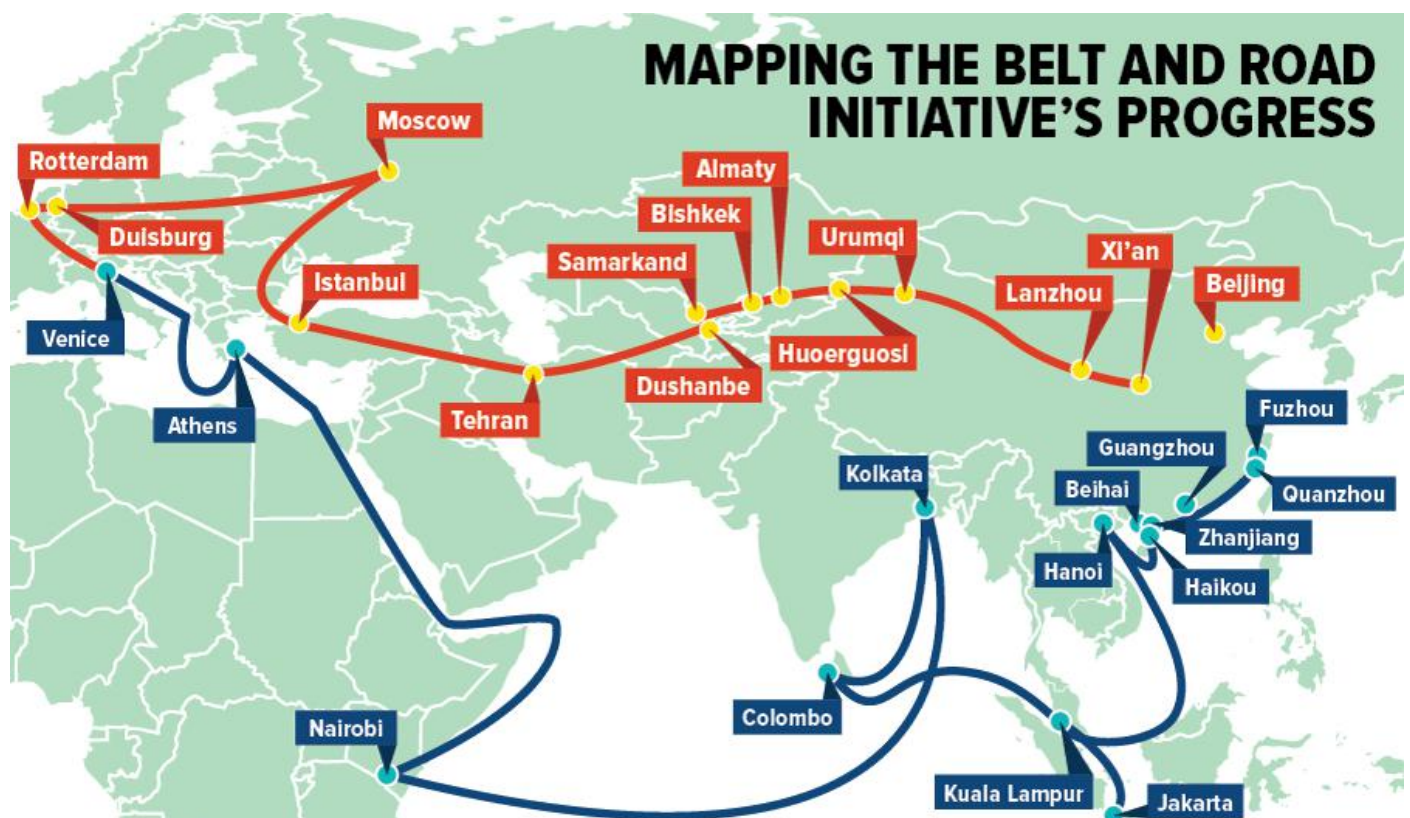 MAPPING THE BELT AND ROAD
INITIATIVE'S PROGRESS
Moscow
Rotterdam
Almaty
Bishkek
Duisburg
Urumqi
Xi'an
Samarkand
Istanbul
Lanzhou
Beijing
Venice
Huoerguosi
Dushanbe
Athens
Tehran
Fuzhou
Guangzhou
Kolkata
Beihai
Quanzhou
Zhanjiang
Hanoi
Haikou
Colombo
Nairobi
Kuala Lampur
Jakarta